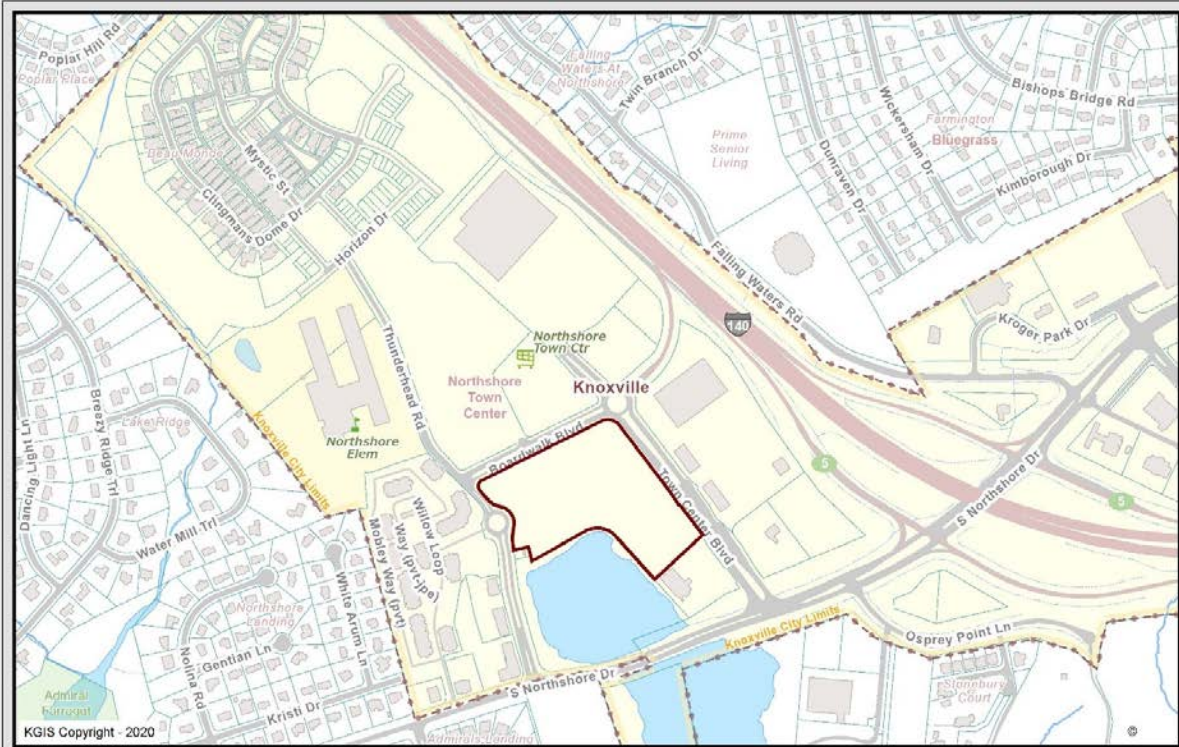 Poplar Hill Rd
Poplar Place
Beau Monde
Mystic St
Clingmans Dome Dr
Horizon Dr
Falling
Waters At
Northshore
Twin Branch Dr
Prime
Senior
Living
Dunraven Dr
Wickersham Dr
Farmington
Bluegrass
Bishops Bridge Rd
Kimborough Dr
Falling Waters Rd
140
Kroger Park Dr
Thunderhead Rd
Northshore
Town Ctr
Knoxville
Northshore
Town
Center
Northshore
Elem
Boardwalk Blvd
Town Center Blvd
5
5
S Northshore Dr
Knoxville City Limits
Lake Ridge
Breezy Ridge Trl
Dancing Light Ln
Water Mill Trl
Willow Loop
Way (pvt-jpe)
Mobley Way (pvt)
White Arum Ln
Northshore
Landing
Gentian Ln
Nolina Rd
Kristi Dr
Admiral
Farragut
S Northshore Dr
Knoxville City Limits
Osprey Point Ln
Stonebury
Court
Admirals Landing
KGIS Copyright - 2020
©